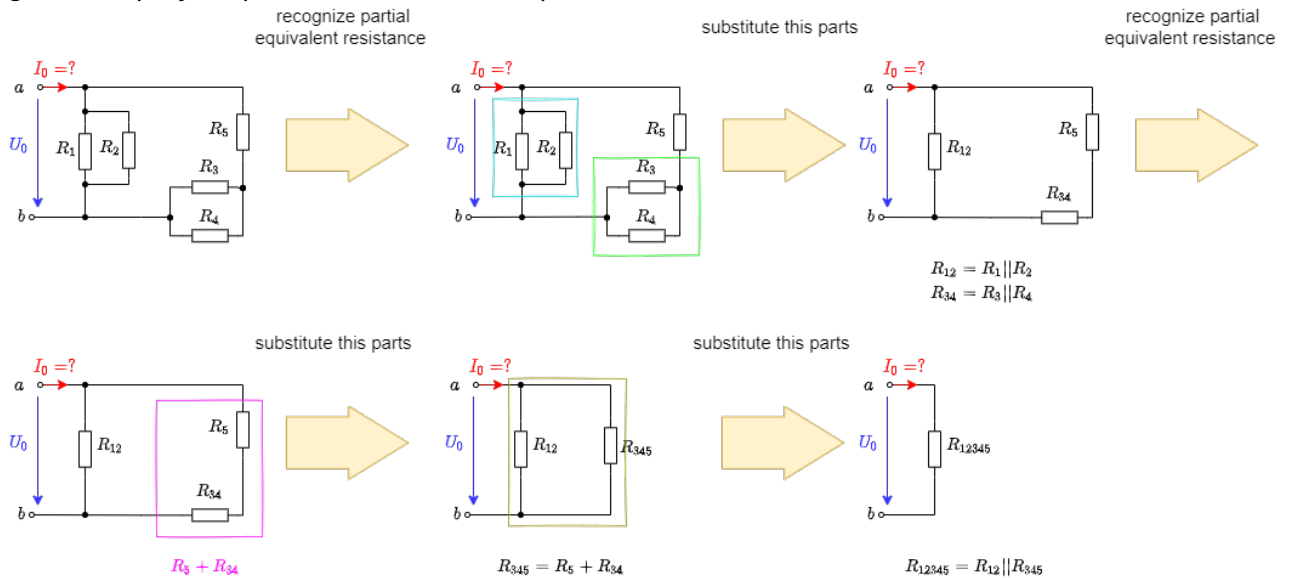 recognize partial
equivalent resistance
substitute this parts
recognize partial
equivalent resistance
I₀ =?
a
U₀
R₁
R₂
R₅
R₃
R₄
b
I₀ =?
a
U₀
R₁
R₂
R₅
R₃
R₄
b
I₀ =?
a
U₀
R₁₂
R₅
R₃₄
b
R₁₂ = R₁||R₂
R₃₄ = R₃||R₄
substitute this parts
substitute this parts
I₀ =?
a
U₀
R₁₂
R₅
R₃₄
b
R₅ + R₃₄
I₀ =?
a
U₀
R₁₂
R₃₄₅
b
R₃₄₅ = R₅ + R₃₄
I₀ =?
a
U₀
R₁₂₃₄₅
b
R₁₂₃₄₅ = R₁₂||R₃₄₅